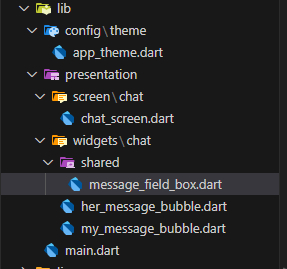 lib
config\theme
app_theme.dart
presentation
screen\chat
chat_screen.dart
widgets\chat
shared
message_field_box.dart
her_message_bubble.dart
my_message_bubble.dart
main.dart